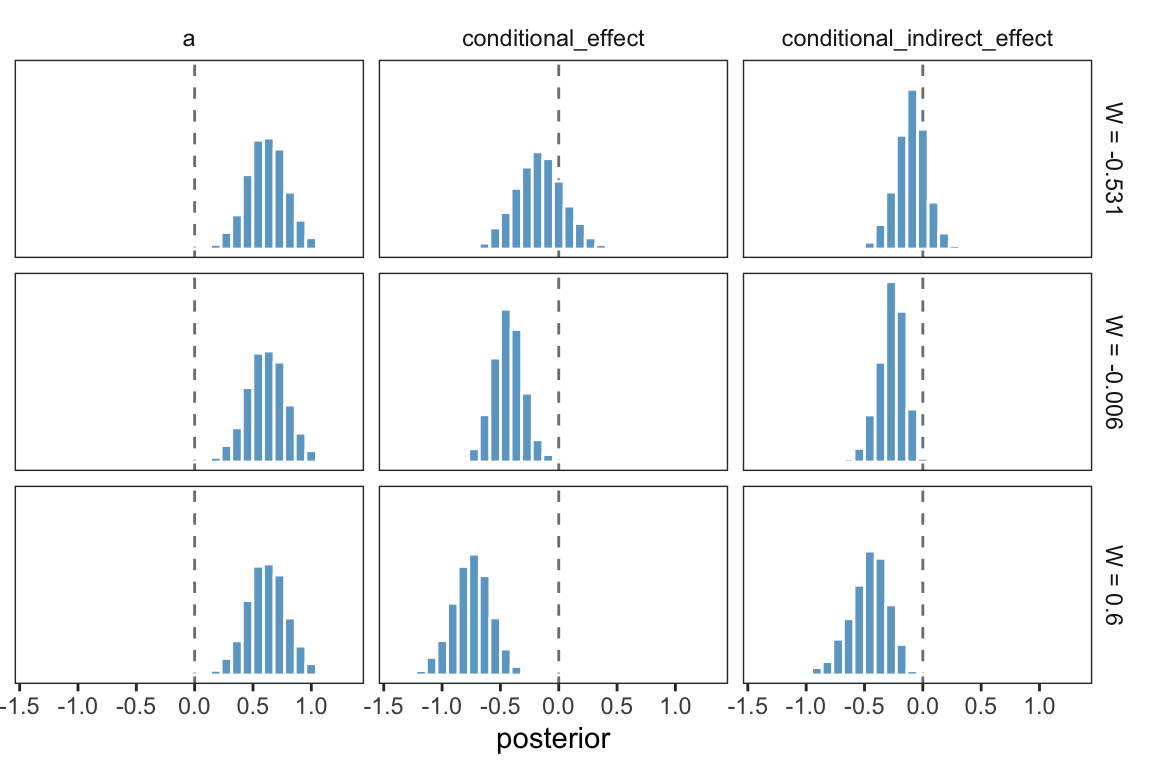 a conditional_effect conditional_indirect_effect
W = -0.531
W = -0.006
W = 0.6
-1.5 -1.0 -0.5 0.0 0.5 1.0 -1.5 -1.0 -0.5 0.0 0.5 1.0 -1.5 -1.0 -0.5 0.0 0.5 1.0
posterior